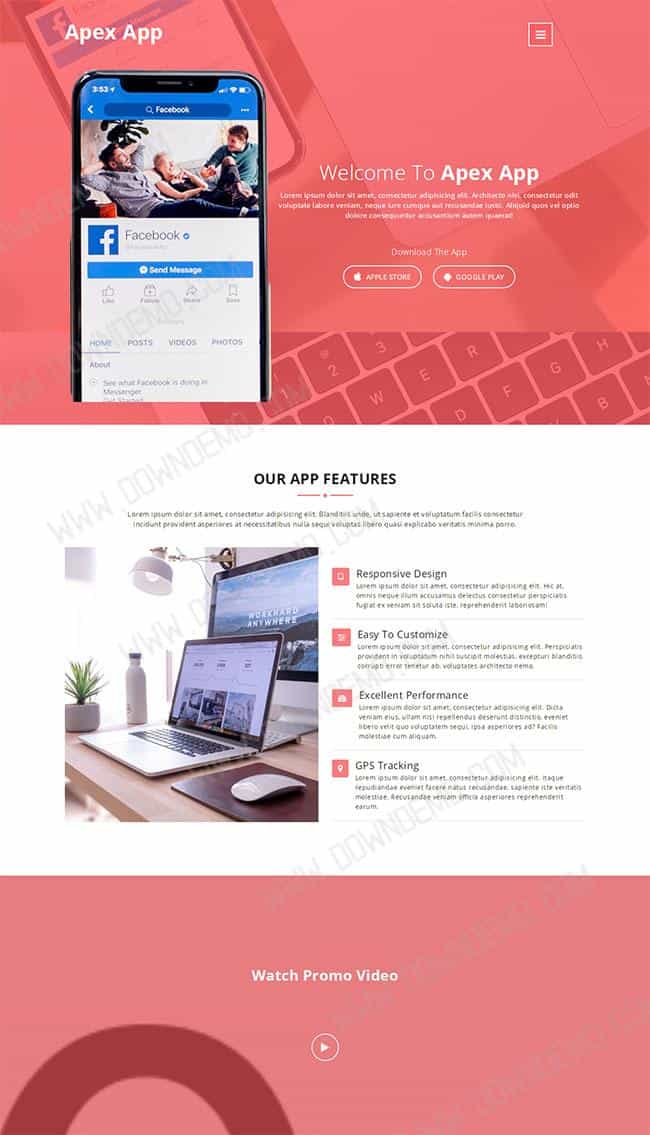 Apex App
3:53
Facebook
Facebook
Send Message
Like
Follow
Share
Save
HOME POSTS VIDEOS PHOTOS
About
See what Facebook is doing in
Messenger
Get Started
Welcome To Apex App
Lorem ipsum dolor sit amet, consectetur adipisicing elit. Architecto nisi, consectetur odit
voluptate labore veniam, neque iure cumque aut recusandae iusto. Aliquid quos vel optio
dolore consequuntur accusantium autem quaerat!
Download The App
APPLE STORE
GOOGLE PLAY
2 3
W E R
D F G
OUR APP FEATURES
Lorem ipsum dolor sit amet, consectetur adipisicing elit. Blanditiis unde, ut sapiente et voluptatum facilis consectetur
incidunt provident asperiores at necessitatibus nulla sequi voluptas libero quasi explicabo veritatis minima porro.
WORKHARD
ANYWHERE
Responsive Design
Lorem ipsum dolor sit amet, consectetur adipisicing elit. Hic at,
omnis neque illum accusamus delectus consectetur perspiciatis
fugiat ex veniam sit soluta iste, reprehenderit laboriosam!
Easy To Customize
Lorem ipsum dolor sit amet, consectetur adipisicing elit. Perspiciatis
provident in voluptatum nihil suscipit molestias, excepturi blanditiis
corrupti error tenetur ab, voluptates architecto nemo.
Excellent Performance
Lorem ipsum dolor sit amet, consectetur adipisicing elit. Dicta
veniam eius, ullam nisi repellendus deserunt distinctio, eveniet
libero velit quo voluptatem sequi, ipsa asperiores ad? Facilis
cum aliquam.
GPS Tracking
Lorem ipsum dolor sit amet, consectetur adipisicing elit. Itaque
repudiandae eveniet facere natus recusandae, sapiente iste veritatis
molestiae. Recusandae veniam officia asperiores reprehenderit
earum.
Watch Promo Video
WWW.DOWNDEMO.COM